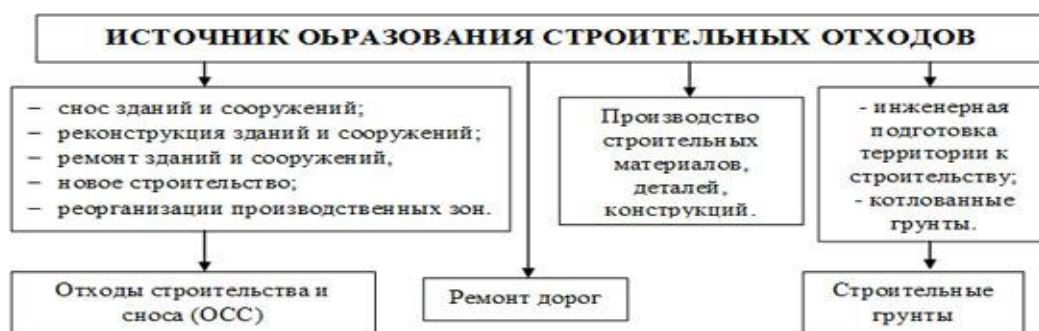 ИСТОЧНИК ОЬРАЗОВАНИЯ СТРОИТЕЛЬНЫХ ОТХОДОВ
– снос зданий и сооружений;
– реконструкция зданий и сооружений;
– ремонт зданий и сооружений,
– новое строительство;
– реорганизации производственных зон.
Производство
строительных
материалов,
деталей,
конструкций.
- инженерная
подготовка
территории к
строительству;
- котлованные
грунты.
Отходы строительства и
сноса (ОСС)
Ремонт дорог
Строительные
грунты